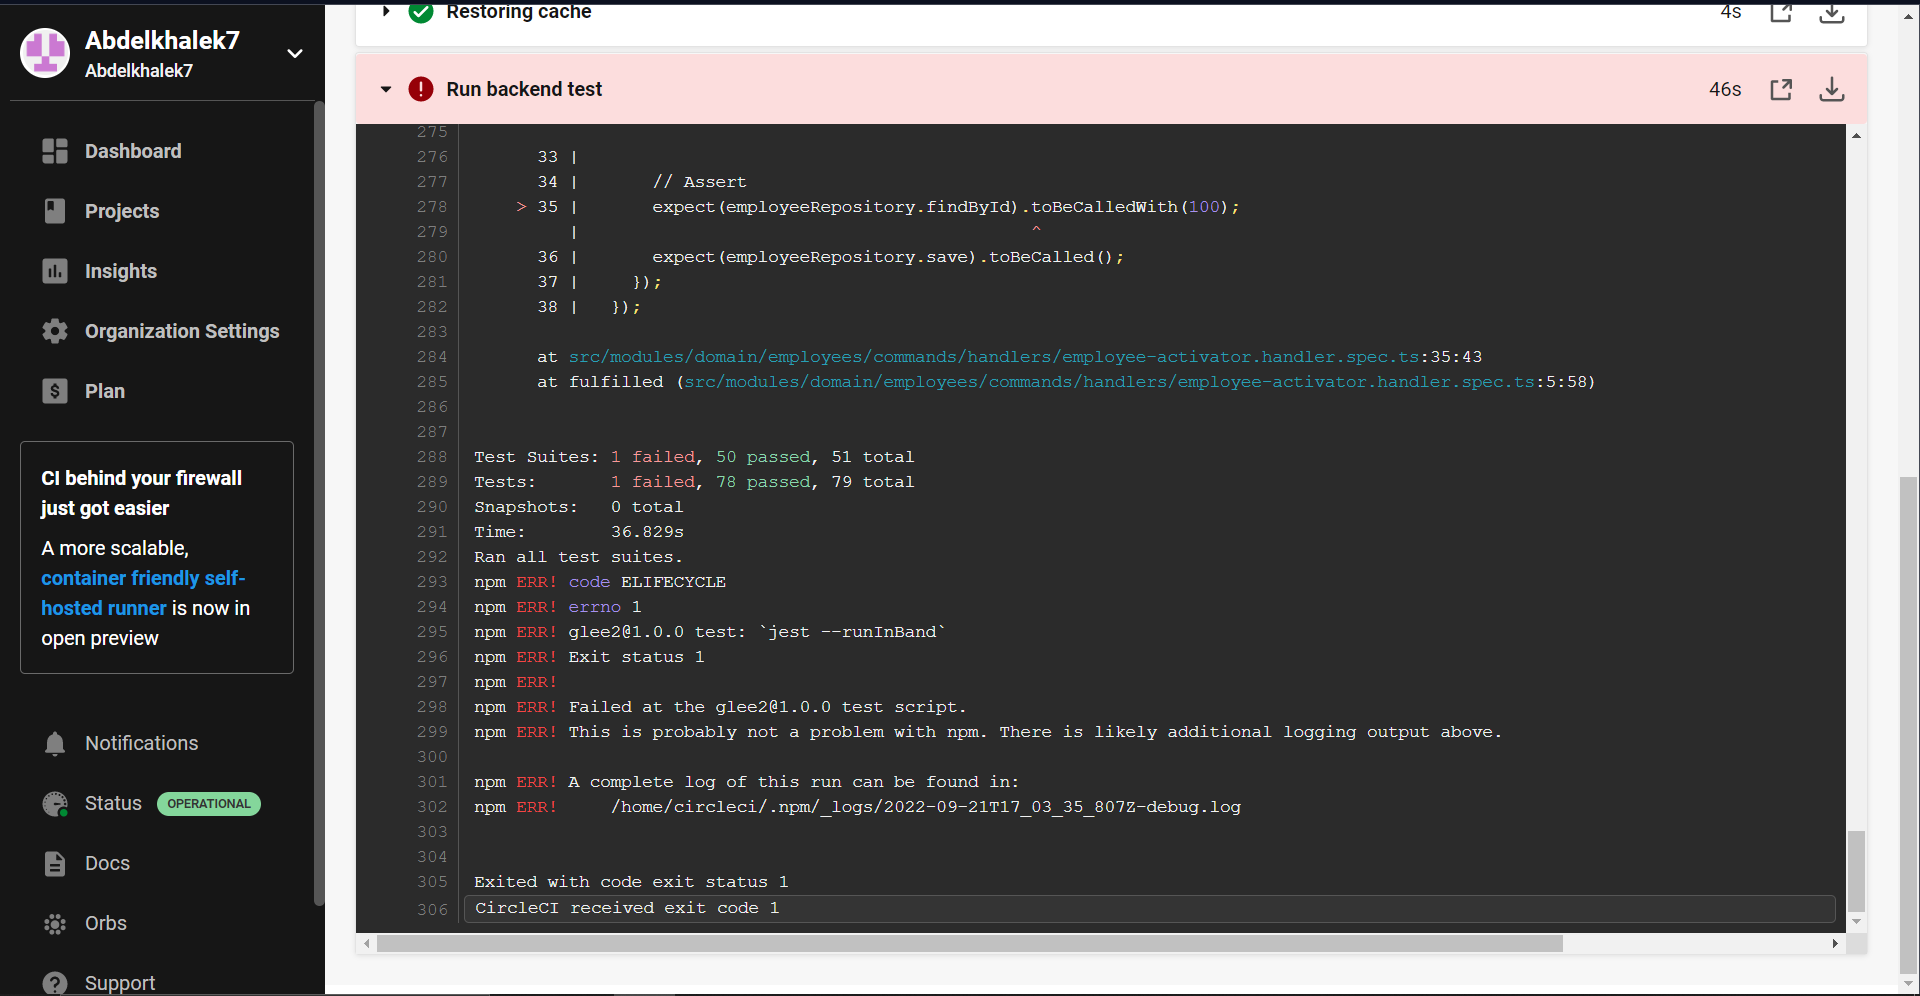 Abdelkhalek7
Abdelkhalek7
Dashboard
Projects
Insights
Organization Settings
Plan
CI behind your firewall
just got easier
A more scalable,
container friendly self-
hosted runner is now in
open preview
Notifications
Status OPERATIONAL
Docs
Orbs
Support
Restoring cache 4s
Run backend test 46s
275
276 33 |
277 34 | // Assert
278 > 35 | expect(employeeRepository.findById).toBeCalledWith(100);
279 | ^
280 36 | expect(employeeRepository.save).toBeCalled();
281 37 | });
282 38 | });
283
284 at src/modules/domain/employees/commands/handlers/employee-activator.handler.spec.ts:35:43
285 at fulfilled (src/modules/domain/employees/commands/handlers/employee-activator.handler.spec.ts:5:58)
286
287
288 Test Suites: 1 failed, 50 passed, 51 total
289 Tests: 1 failed, 78 passed, 79 total
290 Snapshots: 0 total
291 Time: 36.829s
292 Ran all test suites.
293 npm ERR! code ELIFECYCLE
294 npm ERR! errno 1
295 npm ERR! glee2@1.0.0 test: `jest --runInBand`
296 npm ERR! Exit status 1
297 npm ERR!
298 npm ERR! Failed at the glee2@1.0.0 test script.
299 npm ERR! This is probably not a problem with npm. There is likely additional logging output above.
300
301 npm ERR! A complete log of this run can be found in:
302 npm ERR! /home/circleci/.npm/_logs/2022-09-21T17_03_35_807Z-debug.log
303
304
305 Exited with code exit status 1
306 CircleCI received exit code 1